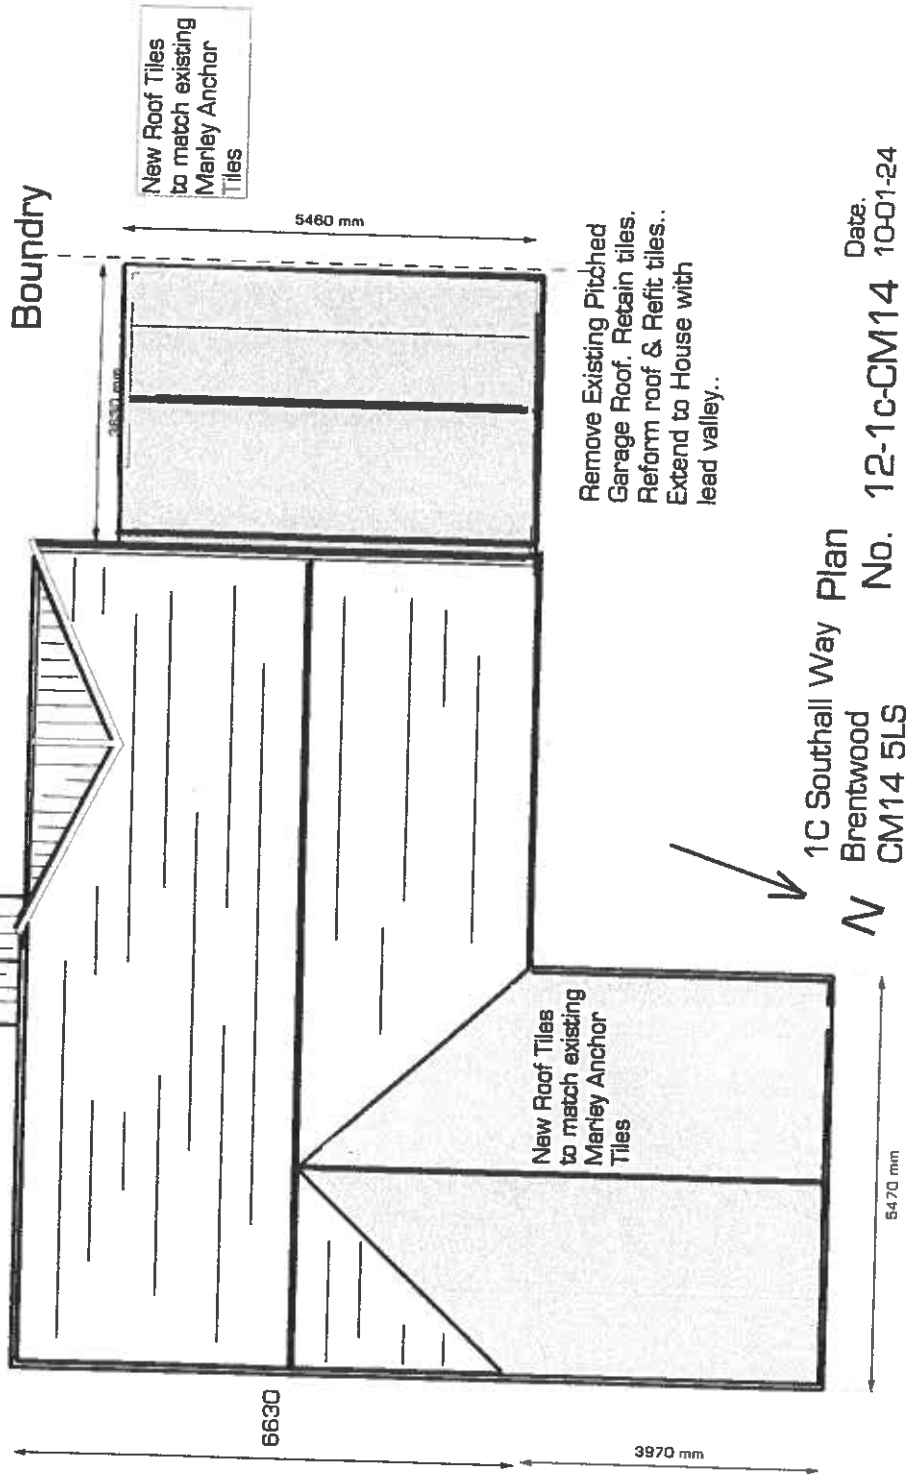 Boundry
New Roof Tiles
to match existing
Marley Anchor
Tiles
5460 mm
3630 mm
Remove Existing Pitched
Garage Roof. Retain tiles.
Reform roof & Refit tiles..
Extend to House with
lead valley..
New Roof Tiles
to match existing
Marley Anchor
Tiles
6630
3970 mm
5470 mm
N
1C Southall Way
Brentwood
CM14 5LS
Plan
No. 12-1c-CM14
Date.
10-01-24